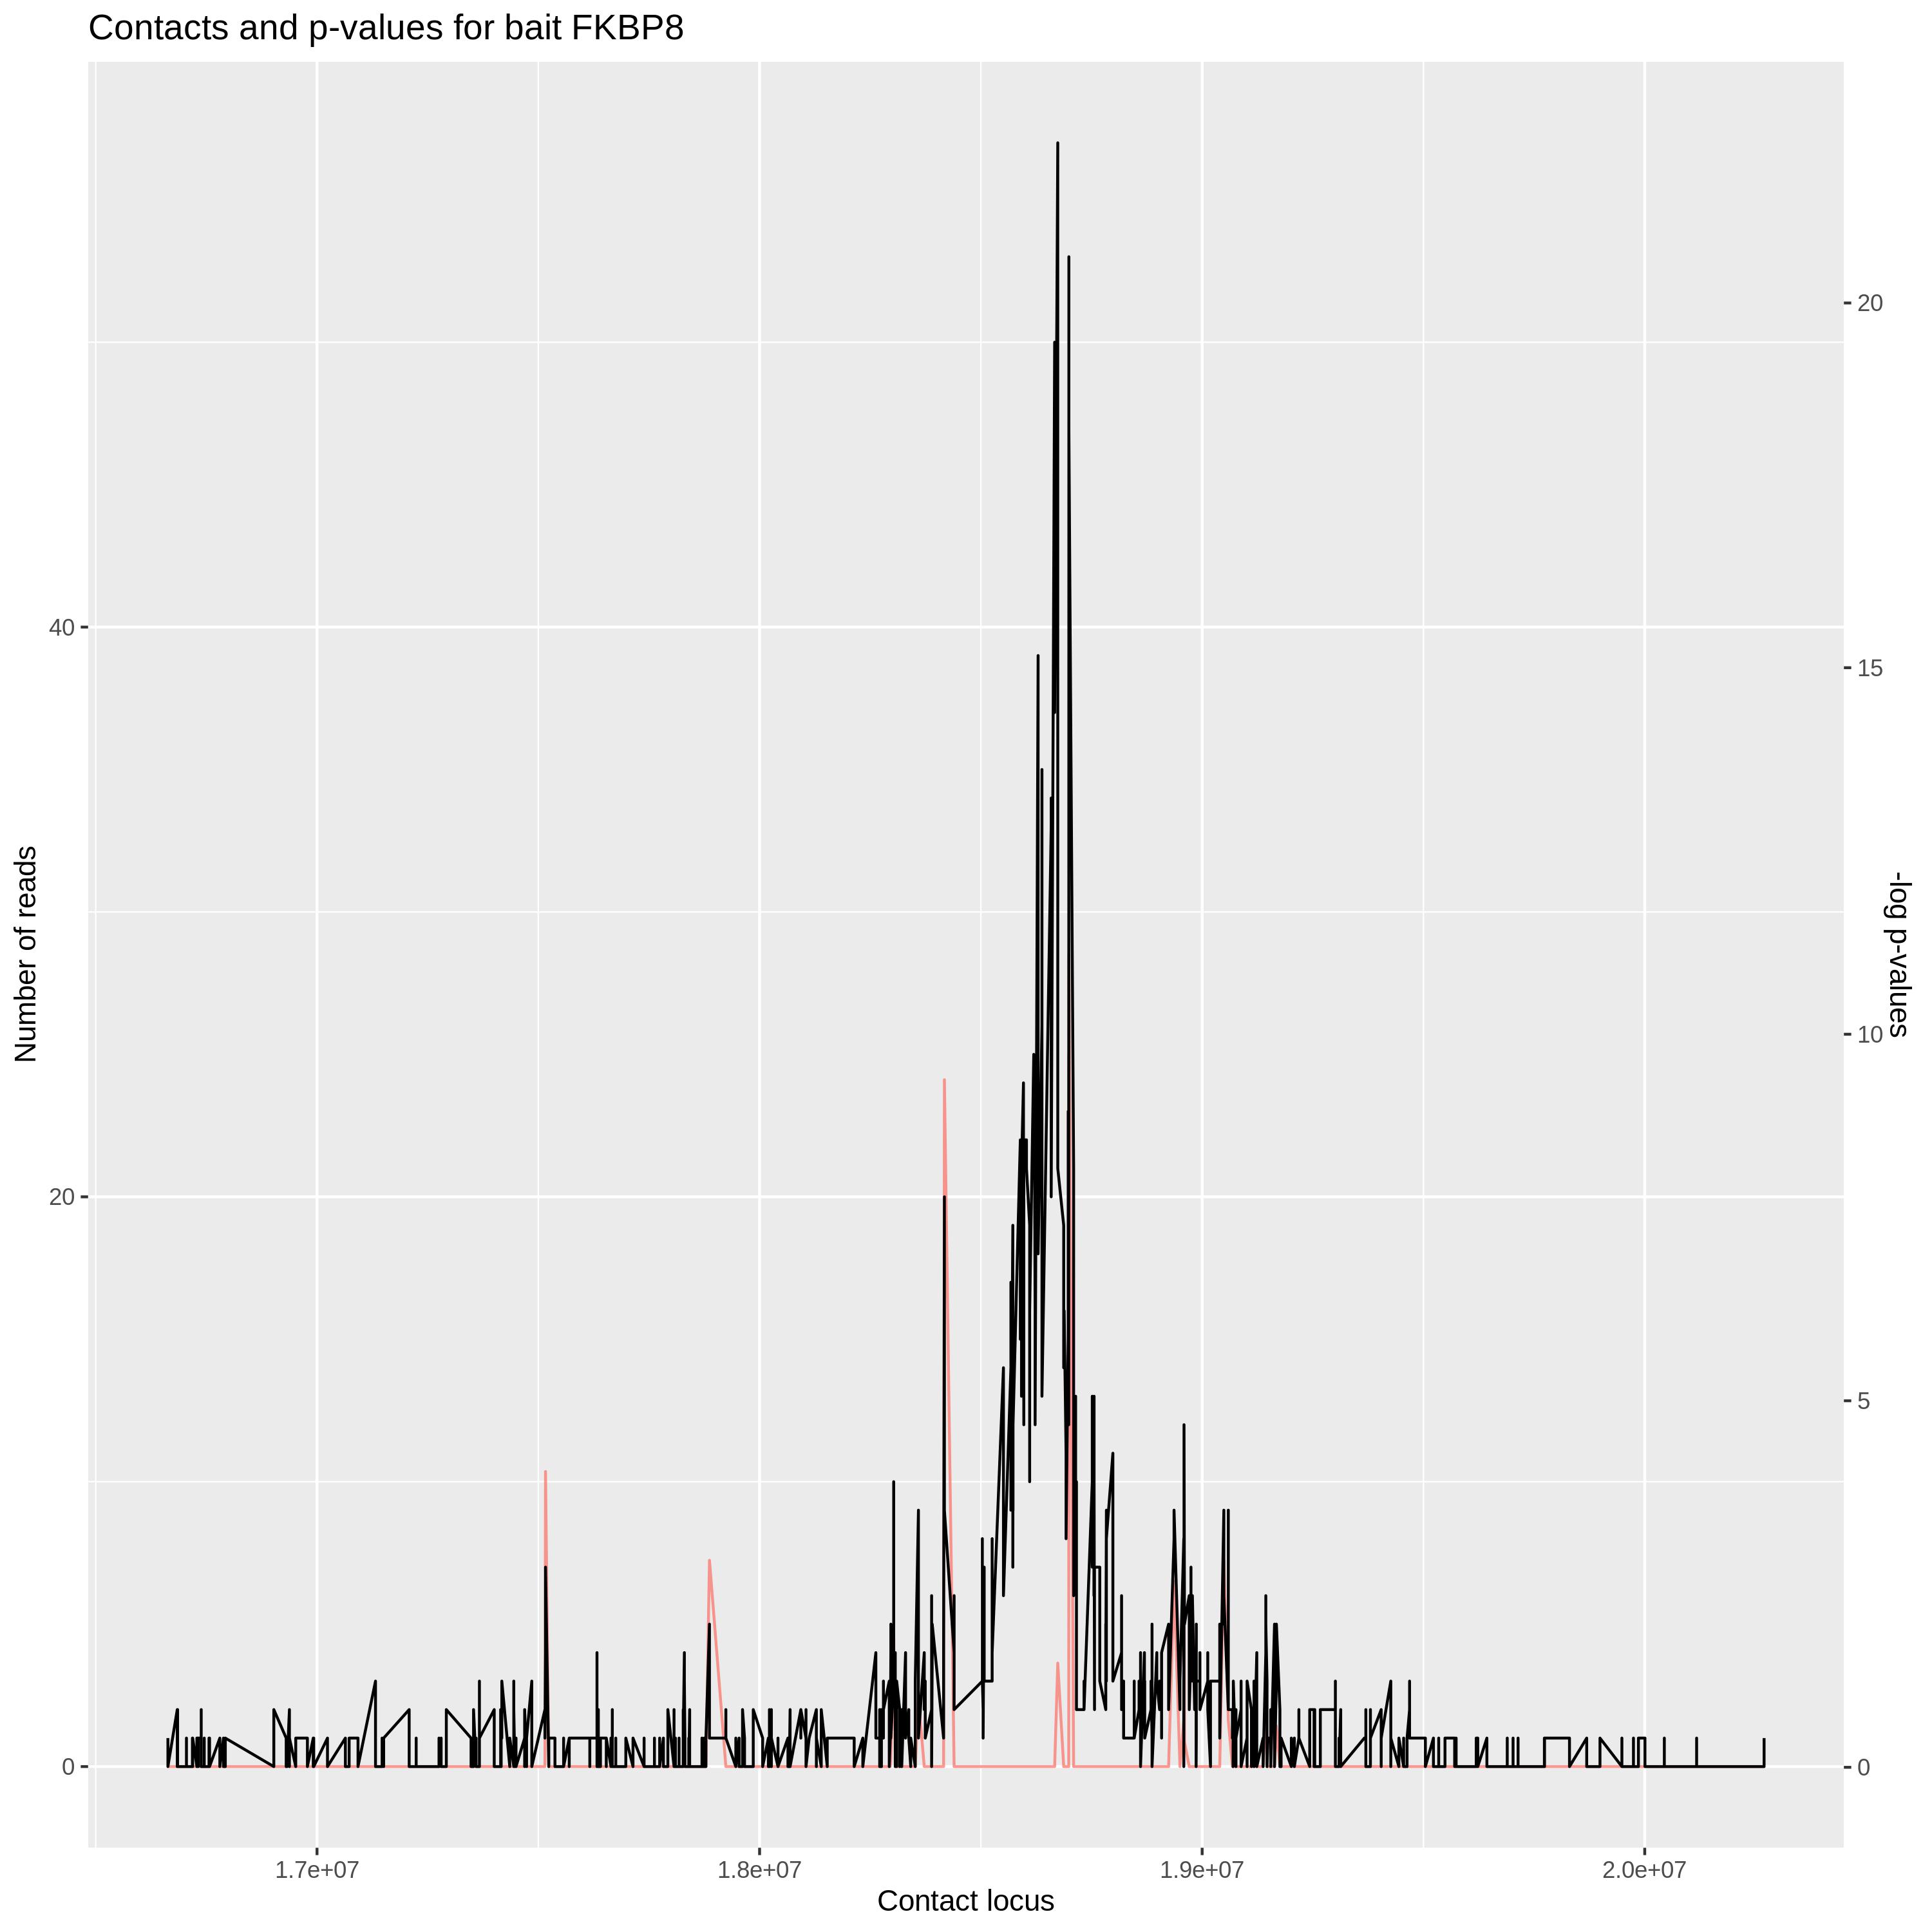 Contacts and p-values for bait FKBP8
Number of reads
40
20
0
20
15
10
5
0
-log p-values
1.7e+07
1.8e+07
1.9e+07
2.0e+07
Contact locus